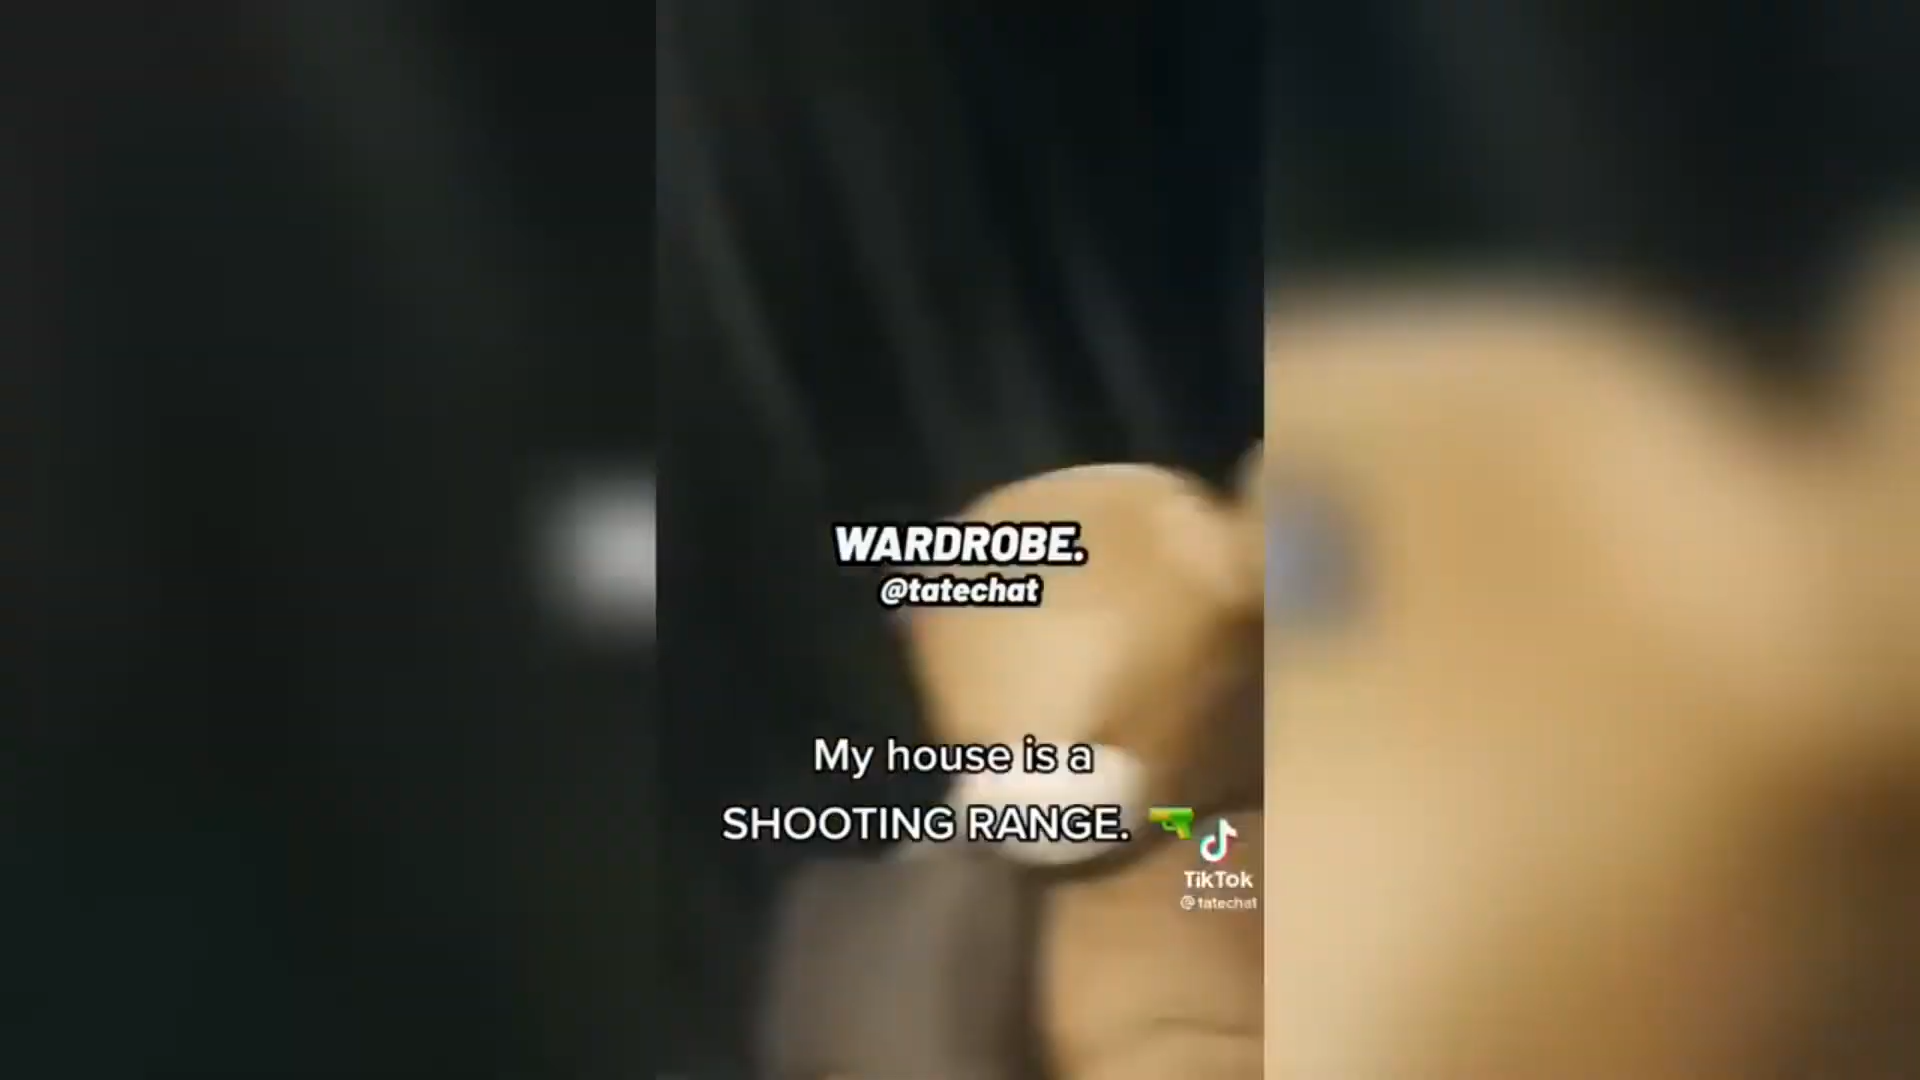 WARDROBE.
@tatechat
My house is a
SHOOTING RANGE. 🔫
TikTok
@tatechat